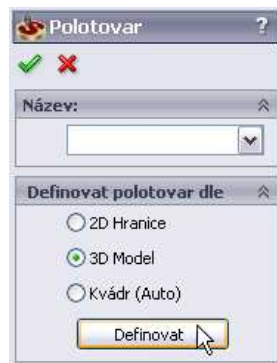 Polotovar ?
Název:
Definovat polotovar dle
2D Hranice
3D Model
Kvádr (Auto)
Definovat